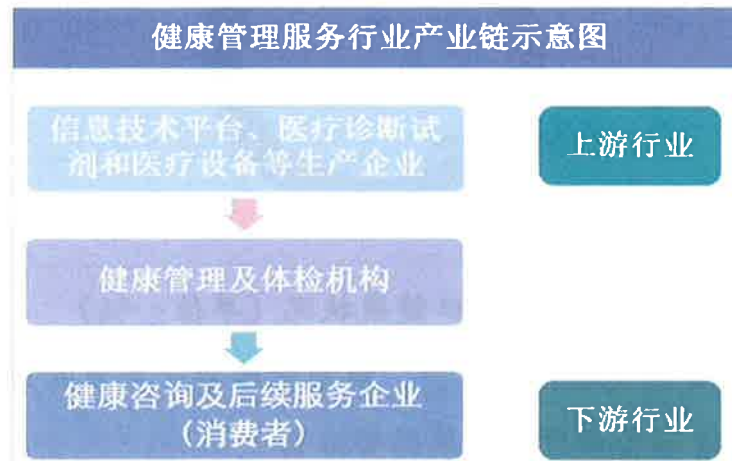 健康管理服务行业产业链示意图
信息技术平台、医疗诊断试
剂和医疗设备等生产企业
上游行业
健康管理及体检机构
健康咨询及后续服务企业
（消费者）
下游行业